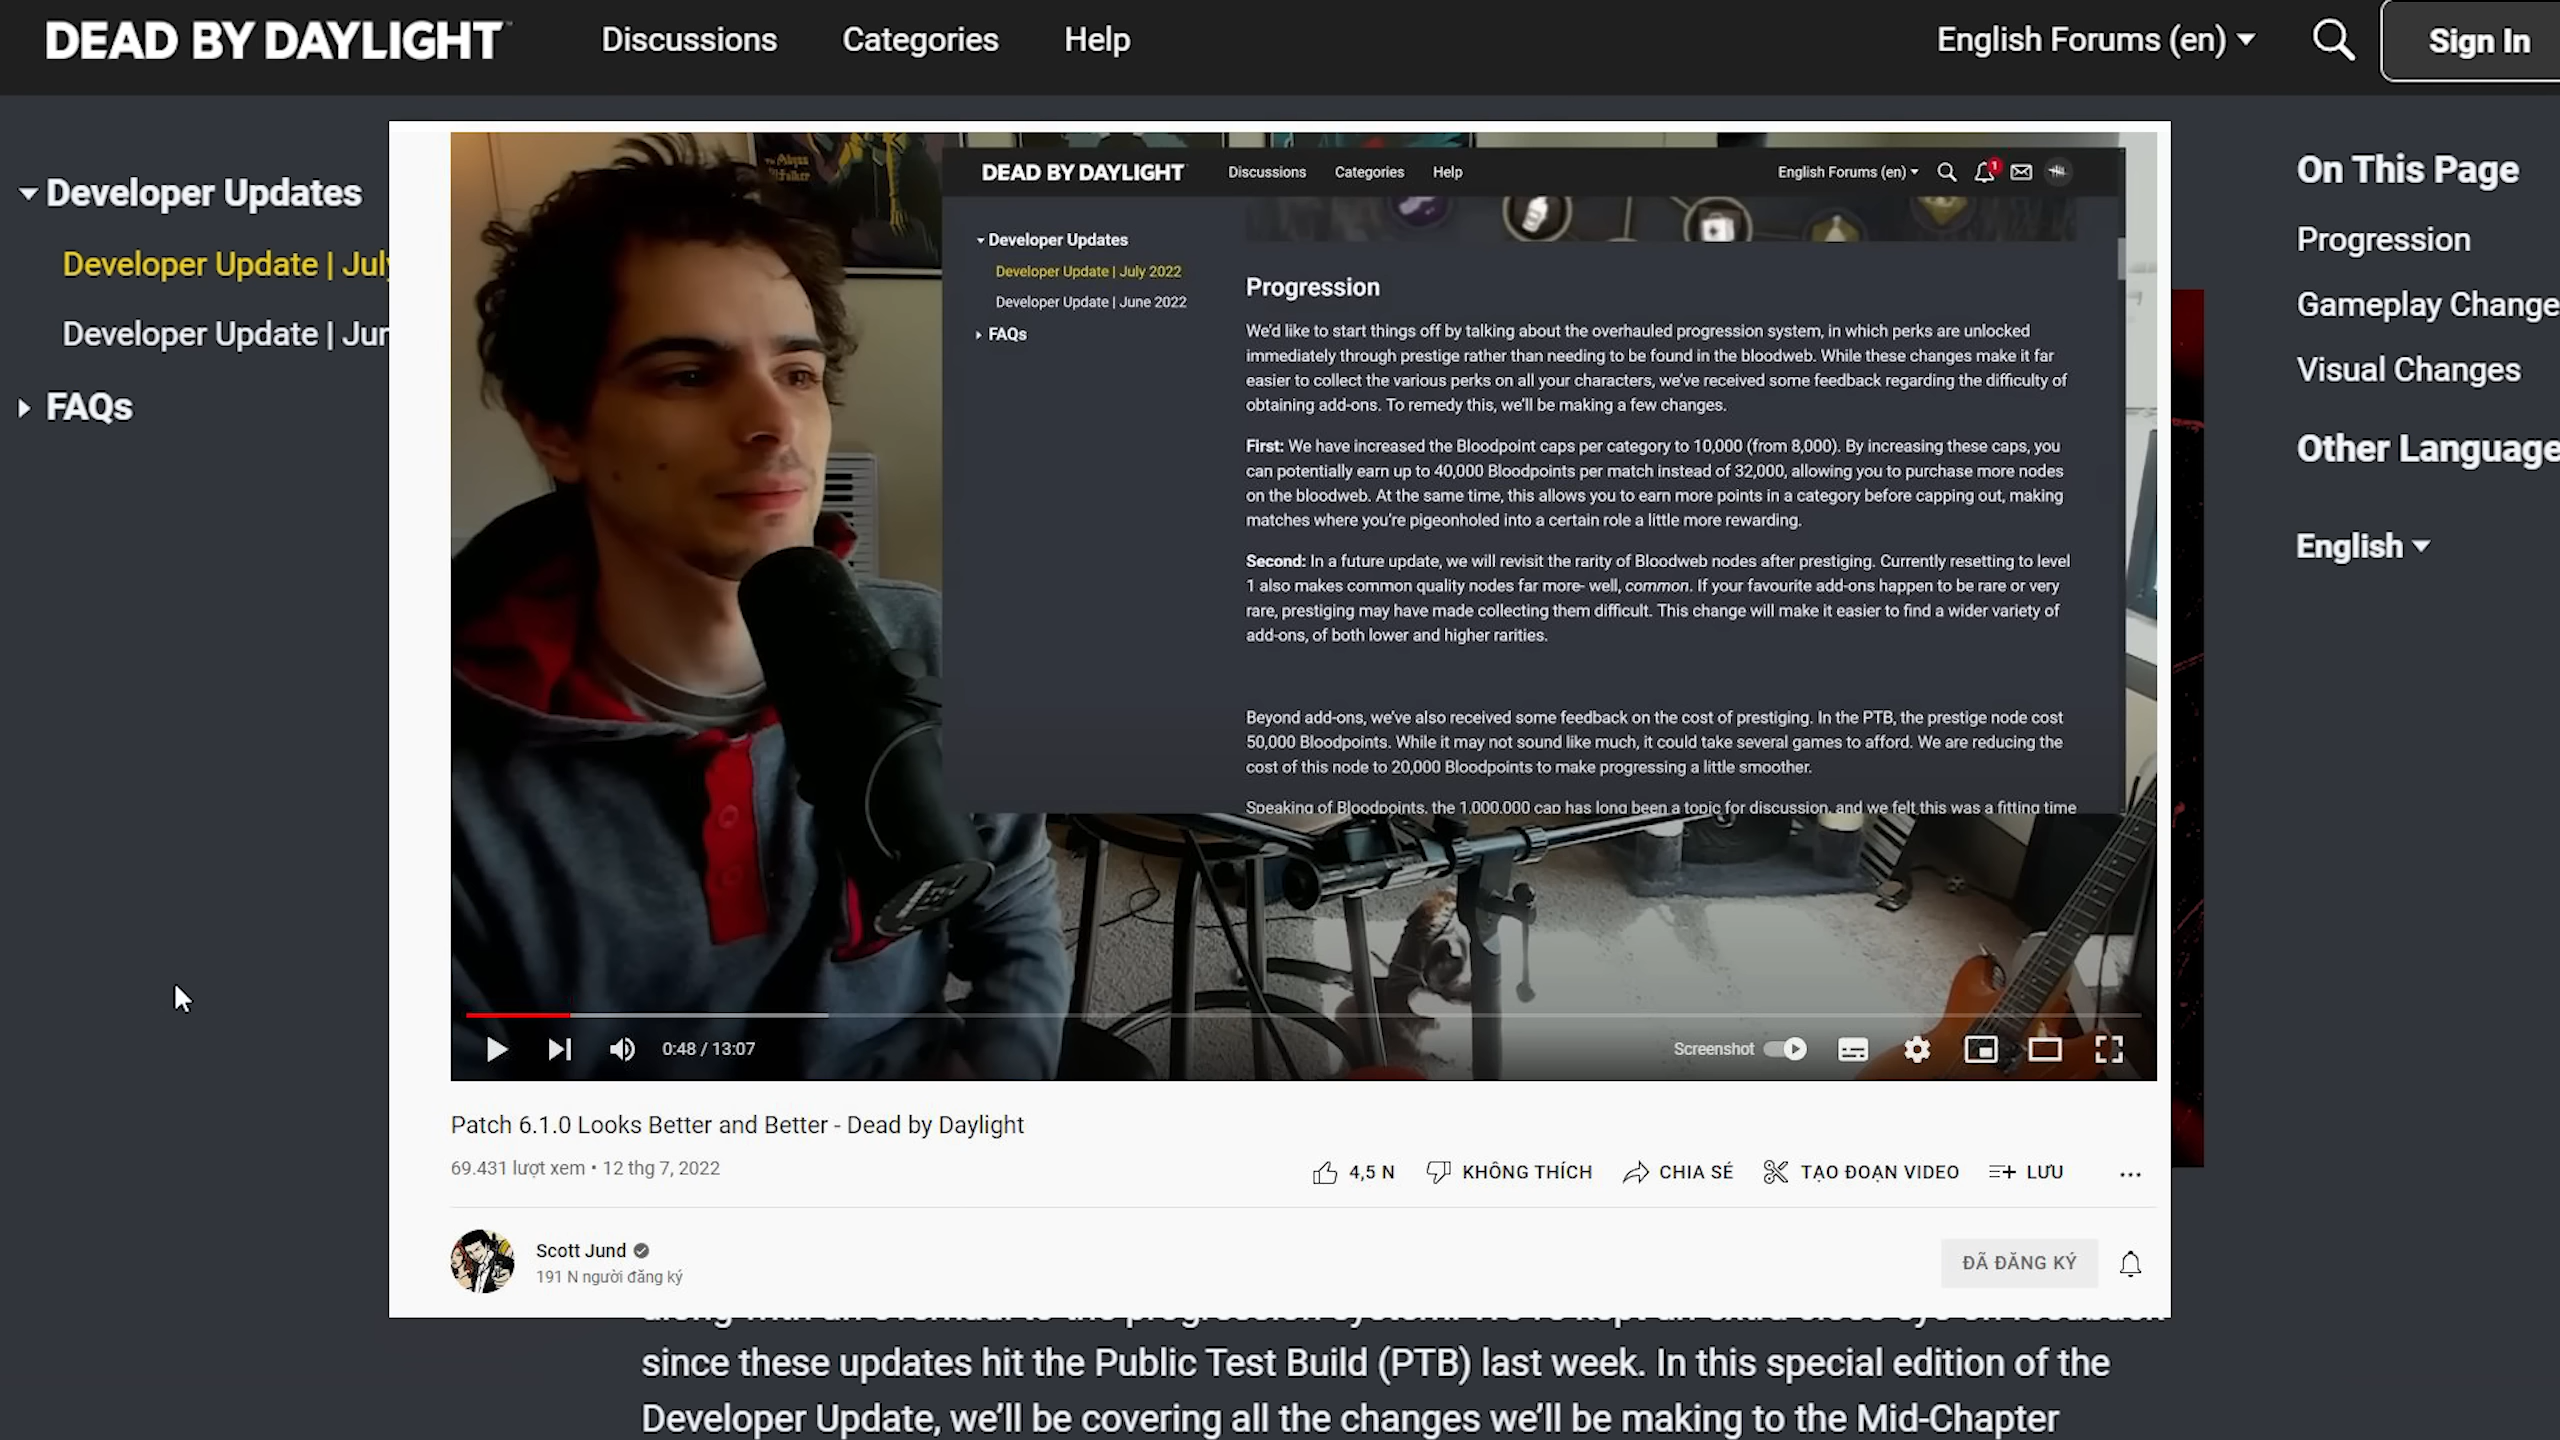 DEAD BY DAYLIGHT™
Discussions
Categories
Help
English Forums (en)
Sign In
Developer Updates
Developer Update | July
Developer Update | Jun
FAQs
On This Page
Progression
Gameplay Change
Visual Changes
Other Language
English
DEAD BY DAYLIGHT
Discussions
Categories
Help
English Forums (en)
1
Developer Updates
Developer Update | July 2022
Developer Update | June 2022
FAQs
Progression
We'd like to start things off by talking about the overhauled progression system, in which perks are unlocked
immediately through prestige rather than needing to be found in the bloodweb. While these changes make it far
easier to collect the various perks on all your characters, we've received some feedback regarding the difficulty of
obtaining add-ons. To remedy this, we'll be making a few changes.
First: We have increased the Bloodpoint caps per category to 10,000 (from 8,000). By increasing these caps, you
can potentially earn up to 40,000 Bloodpoints per match instead of 32,000, allowing you to purchase more nodes
on the bloodweb. At the same time, this allows you to earn more points in a category before capping out, making
matches where you're pigeonholed into a certain role a little more rewarding.
Second: In a future update, we will revisit the rarity of Bloodweb nodes after prestiging. Currently resetting to level
1 also makes common quality nodes far more- well, common. If your favourite add-ons happen to be rare or very
rare, prestiging may have made collecting them difficult. This change will make it easier to find a wider variety of
add-ons, of both lower and higher rarities.
Beyond add-ons, we've also received some feedback on the cost of prestiging. In the PTB, the prestige node cost
50,000 Bloodpoints. While it may not sound like much, it could take several games to afford. We are reducing the
cost of this node to 20,000 Bloodpoints to make progressing a little smoother.
Speaking of Bloodpoints, the 1,000,000 cap has long been a topic for discussion, and we felt this was a fitting time
0:48 / 13:07
Screenshot
Patch 6.1.0 Looks Better and Better - Dead by Daylight
69.431 lượt xem • 12 thg 7, 2022
4,5 N
KHÔNG THÍCH
CHIA SẺ
TẠO ĐOẠN VIDEO
LƯU
Scott Jund
191 N người đăng ký
ĐÃ ĐĂNG KÝ
since these updates hit the Public Test Build (PTB) last week. In this special edition of the
Developer Update, we'll be covering all the changes we'll be making to the Mid-Chapter